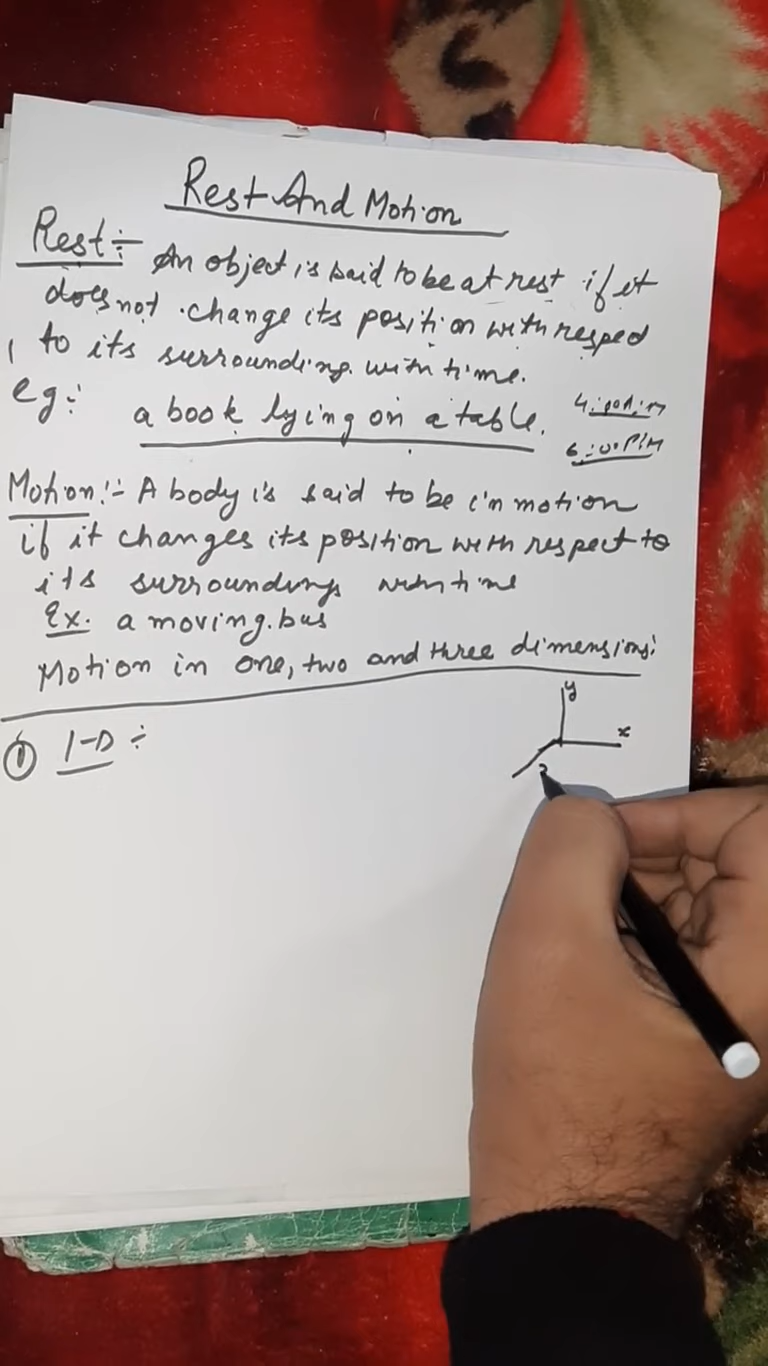 Rest And Motion
Rest:- An object is said to be at rest if it
does not change its position with respect
to its surrounding with time.
eg:-
a book lying on a table.
Motion:- A body is said to be in motion
if it changes its position with respect to
its surroundings with time
Ex. a moving bus
Motion in one, two and three dimensions:
① 1-D :-
y
x